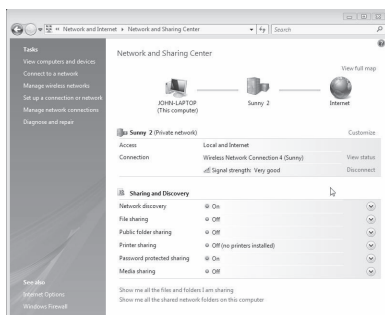 Network and Internet ▸ Network and Sharing Center
Search
Tasks
View computers and devices
Connect to a network
Manage wireless networks
Set up a connection or network
Manage network connections
Diagnose and repair
See also
Internet Options
Windows Firewall
Network and Sharing Center
View full map
JOHN-LAPTOP
(This computer)
Sunny 2
Internet
Sunny 2 (Private network)
Customize
Access Local and Internet
Connection Wireless Network Connection 4 (Sunny) View status
Signal strength: Very good Disconnect
Sharing and Discovery
Network discovery On
File sharing Off
Public folder sharing Off
Printer sharing Off (no printers installed)
Password protected sharing On
Media sharing Off
Show me all the files and folders I am sharing
Show me all the shared network folders on this computer